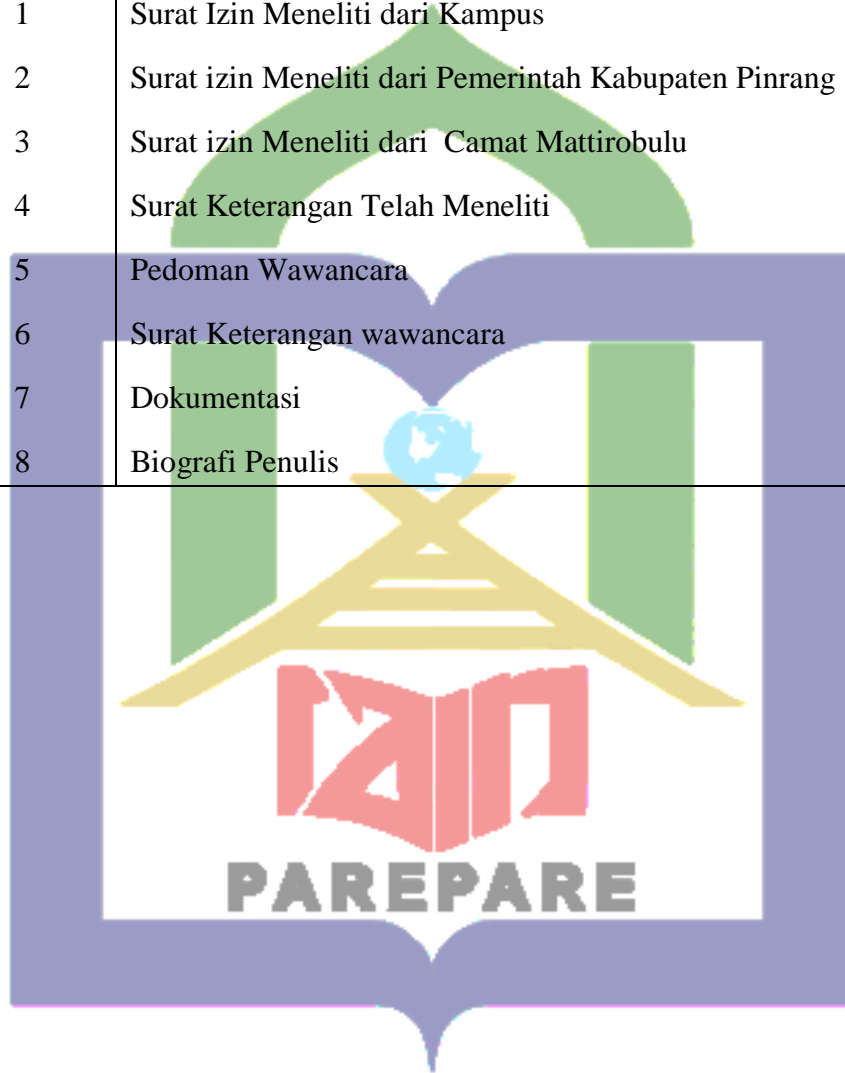 1 Surat Izin Meneliti dari Kampus
2 Surat izin Meneliti dari Pemerintah Kabupaten Pinrang
3 Surat izin Meneliti dari Camat Mattirobulu
4 Surat Keterangan Telah Meneliti
5 Pedoman Wawancara
6 Surat Keterangan wawancara
7 Dokumentasi
8 Biografi Penulis
iain
PAREPARE